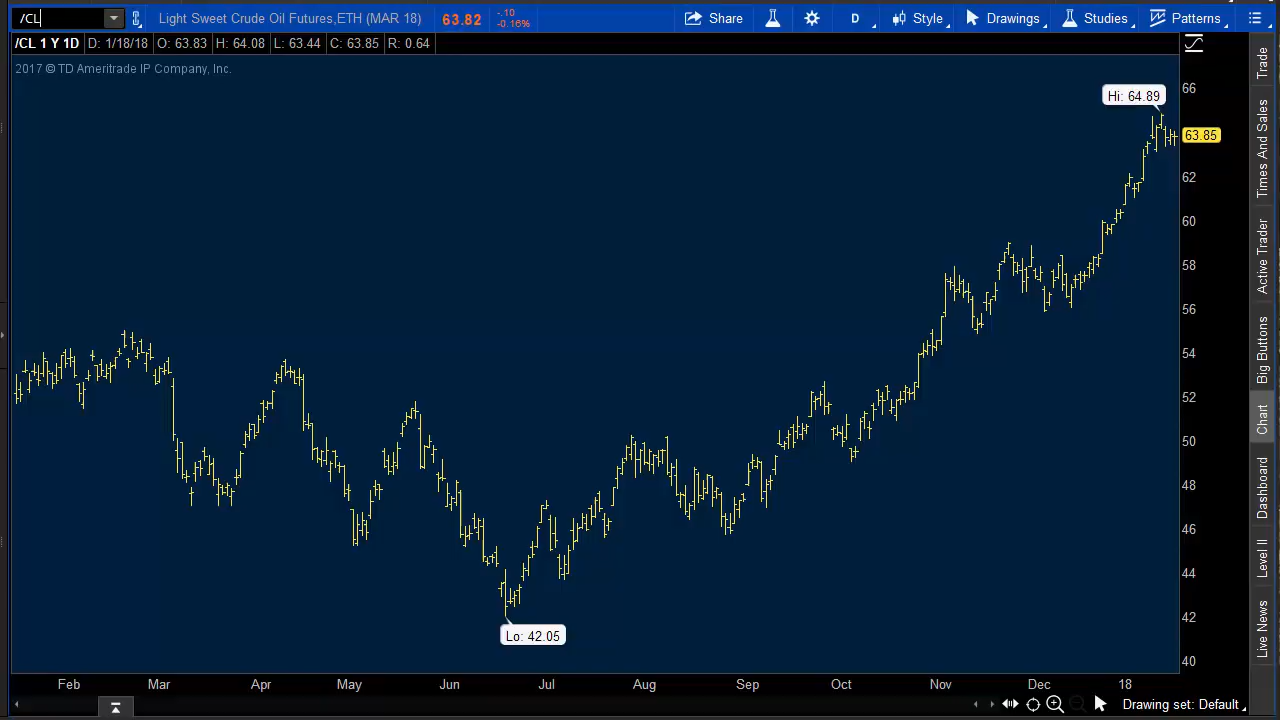 /CL Light Sweet Crude Oil Futures,ETH (MAR 18) 63.82 -.10 -0.16% Share D Style Drawings Studies Patterns
/CL 1 Y 1D D: 1/18/18 O: 63.83 H: 64.08 L: 63.44 C: 63.85 R: 0.64
2017 © TD Ameritrade IP Company, Inc.
Hi: 64.89
Lo: 42.05
66
63.85
62
60
58
56
54
52
50
48
46
44
42
40
Feb Mar Apr May Jun Jul Aug Sep Oct Nov Dec 18
Drawing set: Default
Trade
Times And Sales
Active Trader
Big Buttons
Chart
Dashboard
Level II
Live News